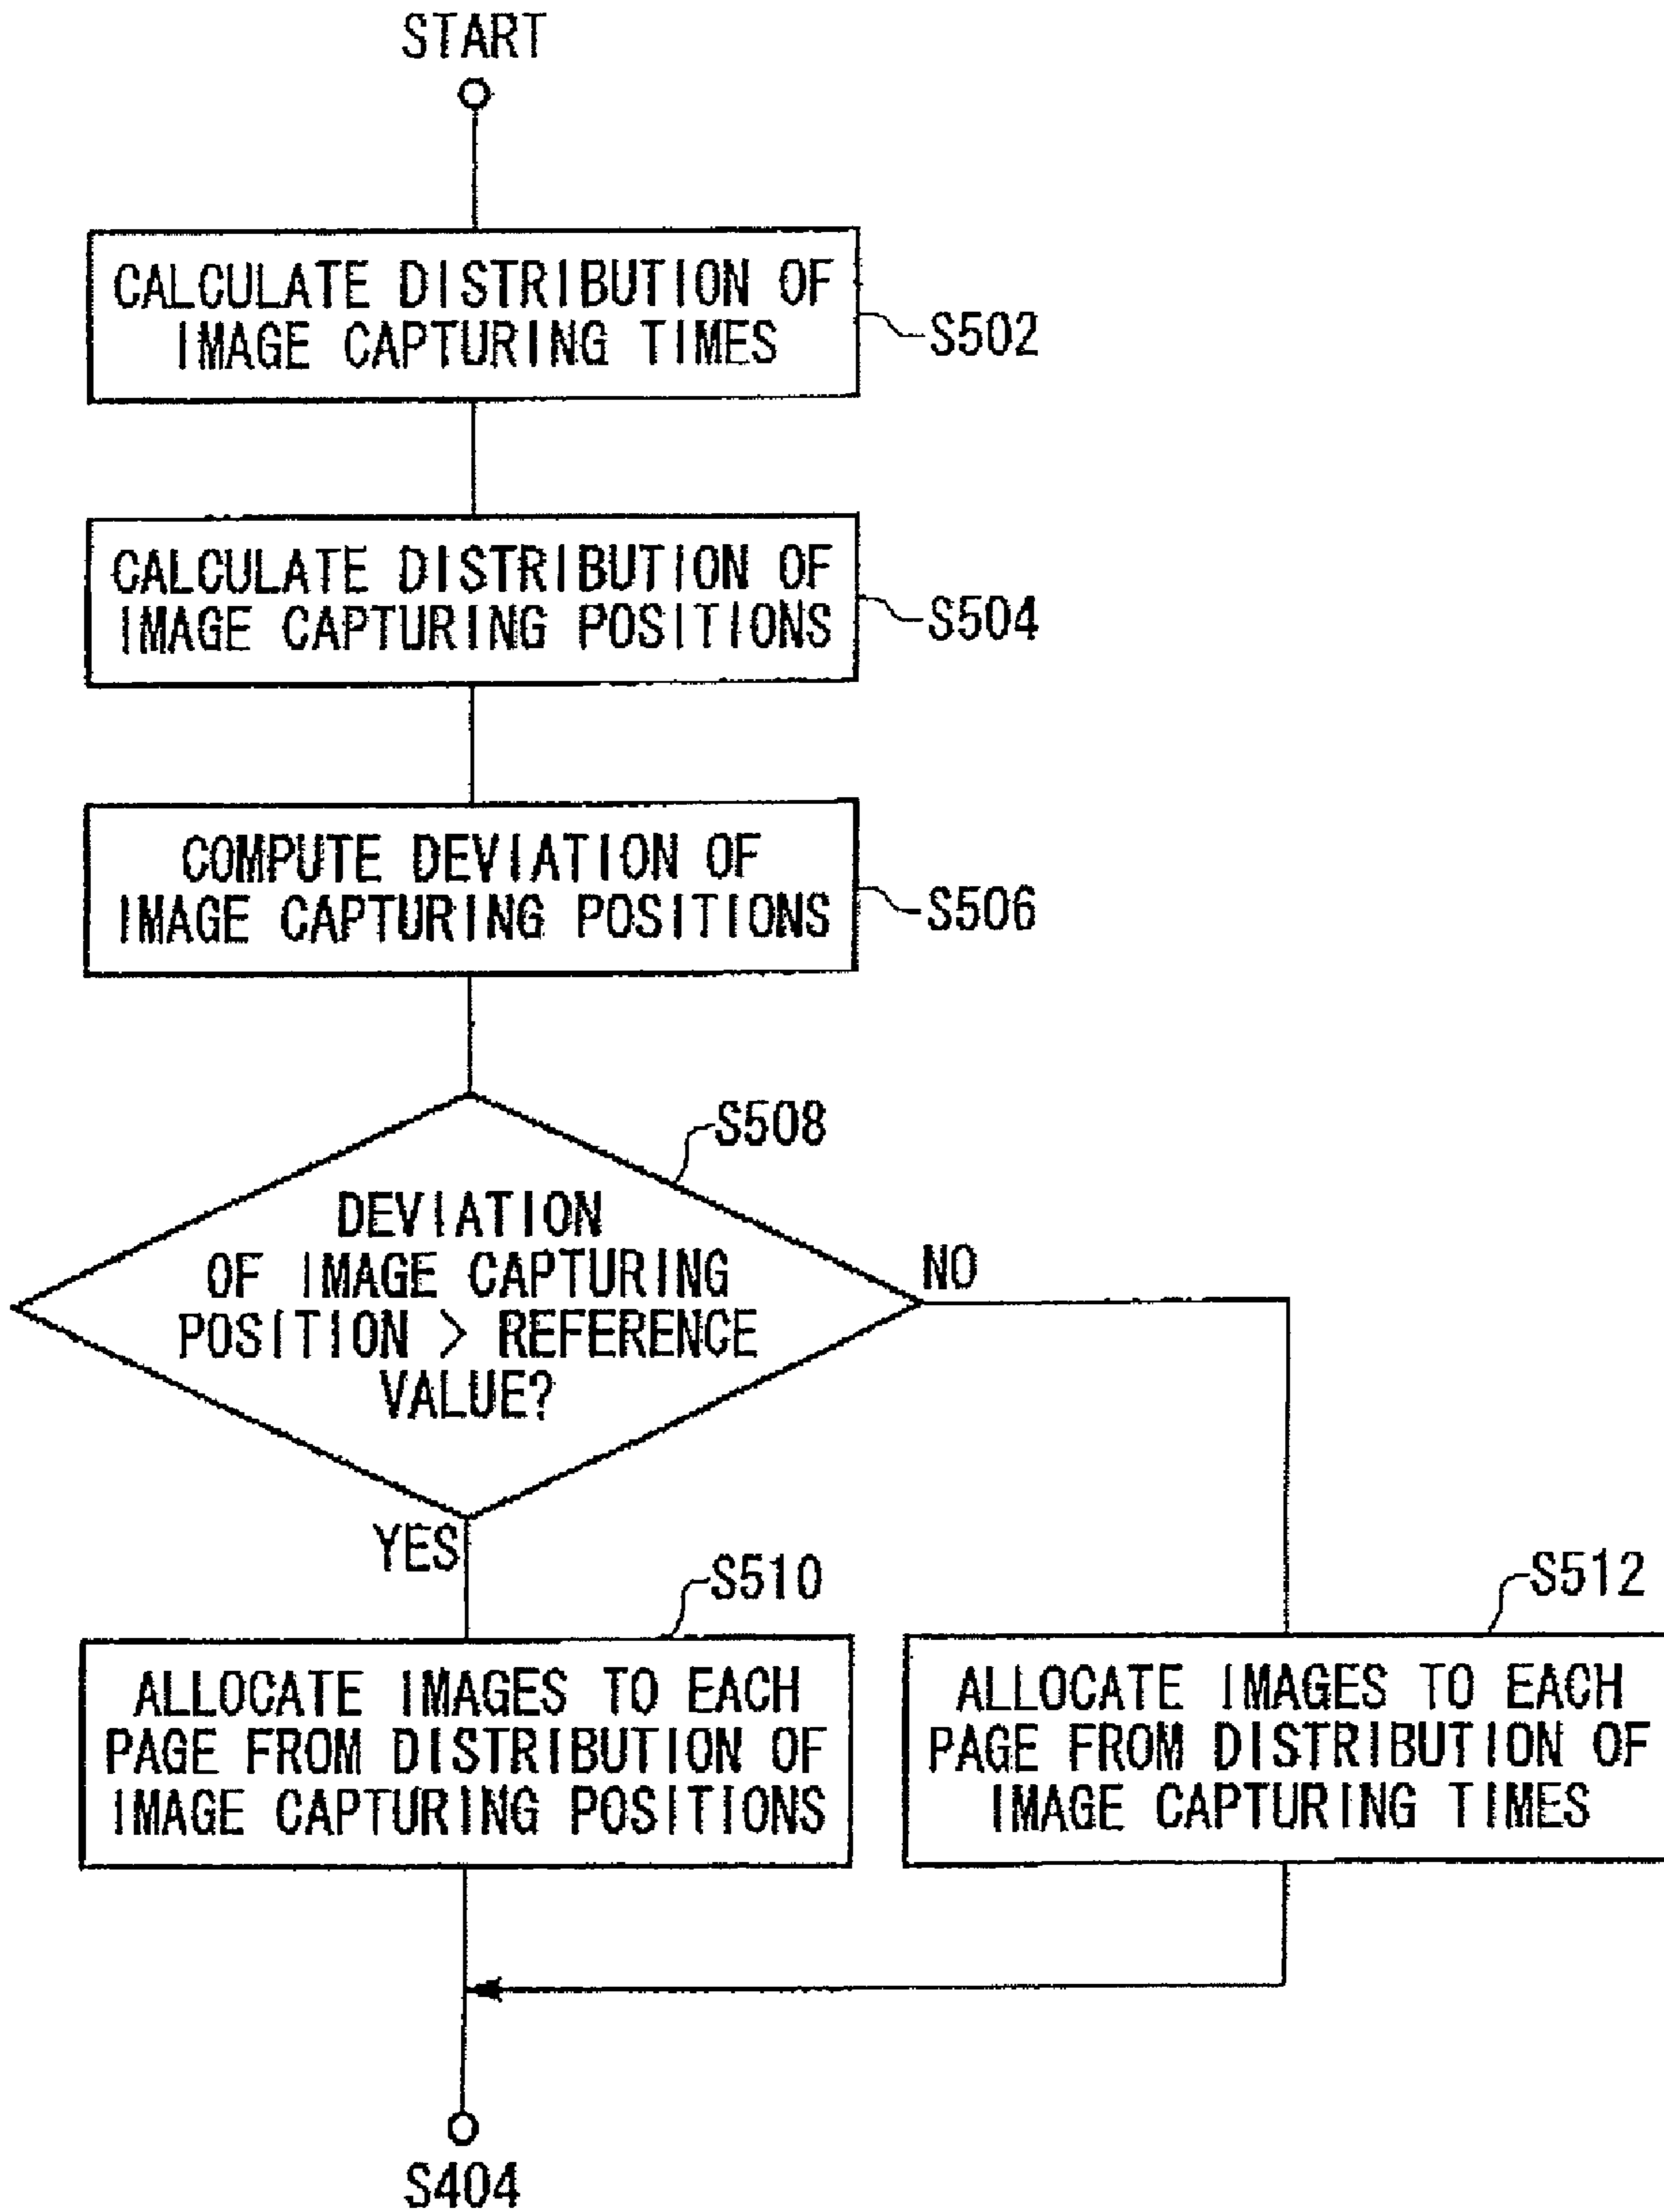 START
CALCULATE DISTRIBUTION OF
IMAGE CAPTURING TIMES
S502
CALCULATE DISTRIBUTION OF
IMAGE CAPTURING POSITIONS
S504
COMPUTE DEVIATION OF
IMAGE CAPTURING POSITIONS
S506
S508
DEVIATION
OF IMAGE CAPTURING
POSITION > REFERENCE
VALUE?
NO
YES
S510
ALLOCATE IMAGES TO EACH
PAGE FROM DISTRIBUTION OF
IMAGE CAPTURING POSITIONS
S512
ALLOCATE IMAGES TO EACH
PAGE FROM DISTRIBUTION OF
IMAGE CAPTURING TIMES
S404